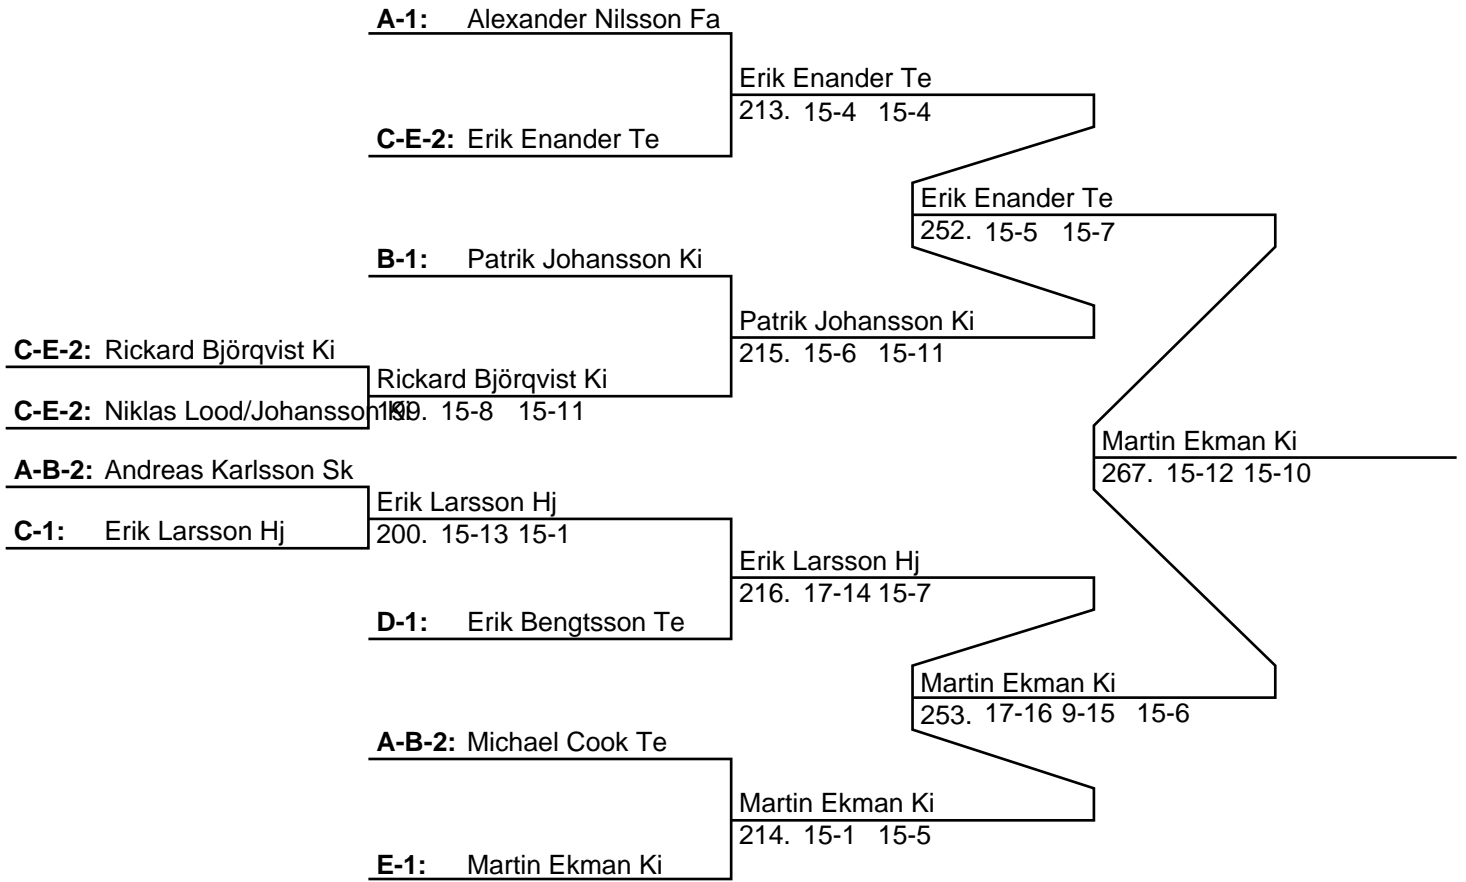 A-1: Alexander Nilsson Fa
Erik Enander Te
213. 15-4 15-4
C-E-2: Erik Enander Te
Erik Enander Te
252. 15-5 15-7
B-1: Patrik Johansson Ki
Patrik Johansson Ki
215. 15-6 15-11
C-E-2: Rickard Björqvist Ki
Rickard Björqvist Ki
199. 15-8 15-11
C-E-2: Niklas Lood/Johansson Ki
Martin Ekman Ki
267. 15-12 15-10
A-B-2: Andreas Karlsson Sk
Erik Larsson Hj
200. 15-13 15-1
C-1: Erik Larsson Hj
Erik Larsson Hj
216. 17-14 15-7
D-1: Erik Bengtsson Te
Martin Ekman Ki
253. 17-16 9-15 15-6
A-B-2: Michael Cook Te
Martin Ekman Ki
214. 15-1 15-5
E-1: Martin Ekman Ki